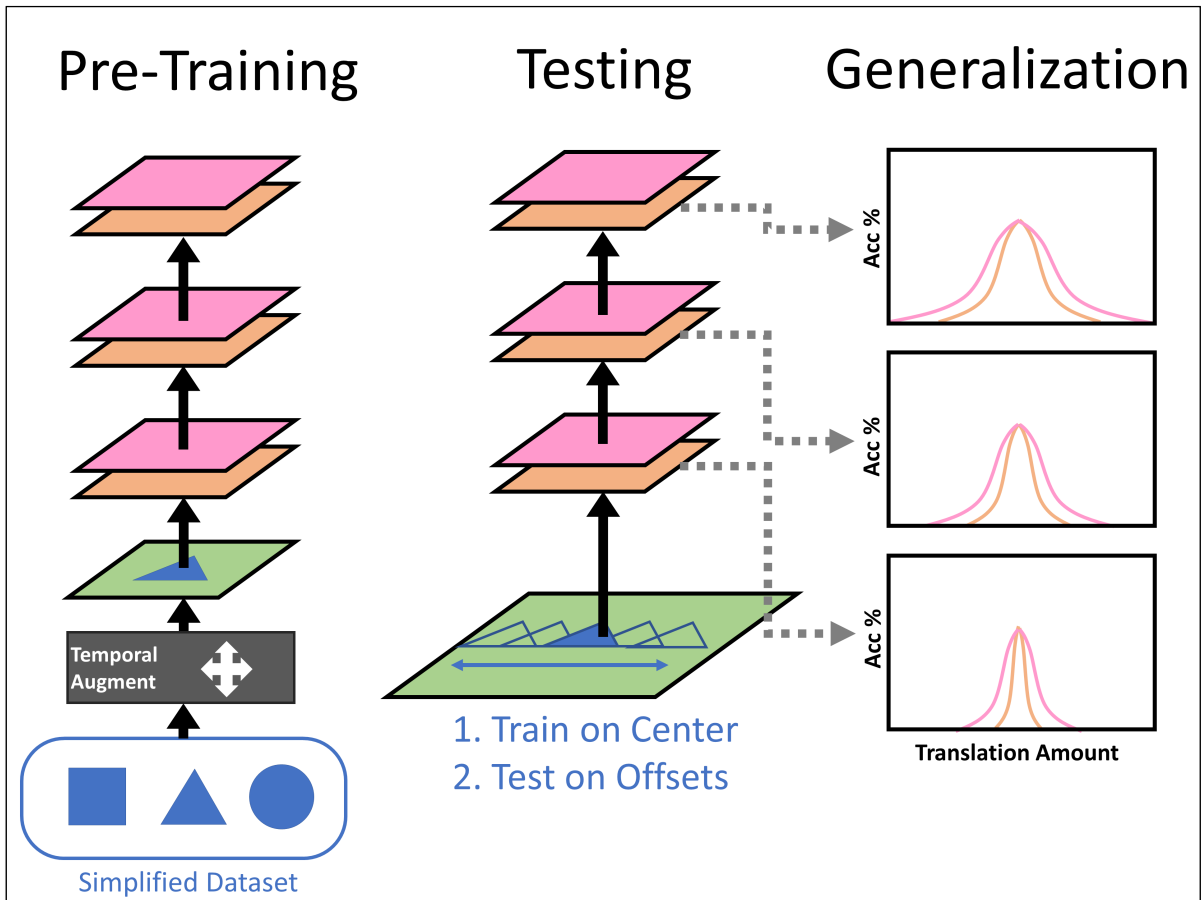 Pre-Training
Testing
Generalization
Acc %
Acc %
Acc %
Translation Amount
Temporal
Augment
1. Train on Center
2. Test on Offsets
Simplified Dataset